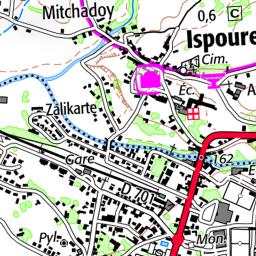 Mitchadoy
0,6 C
Ispoure
Cim.
Éc.
A
Zalikarte
Gare
162
E
D 701
Pyl
Mon.